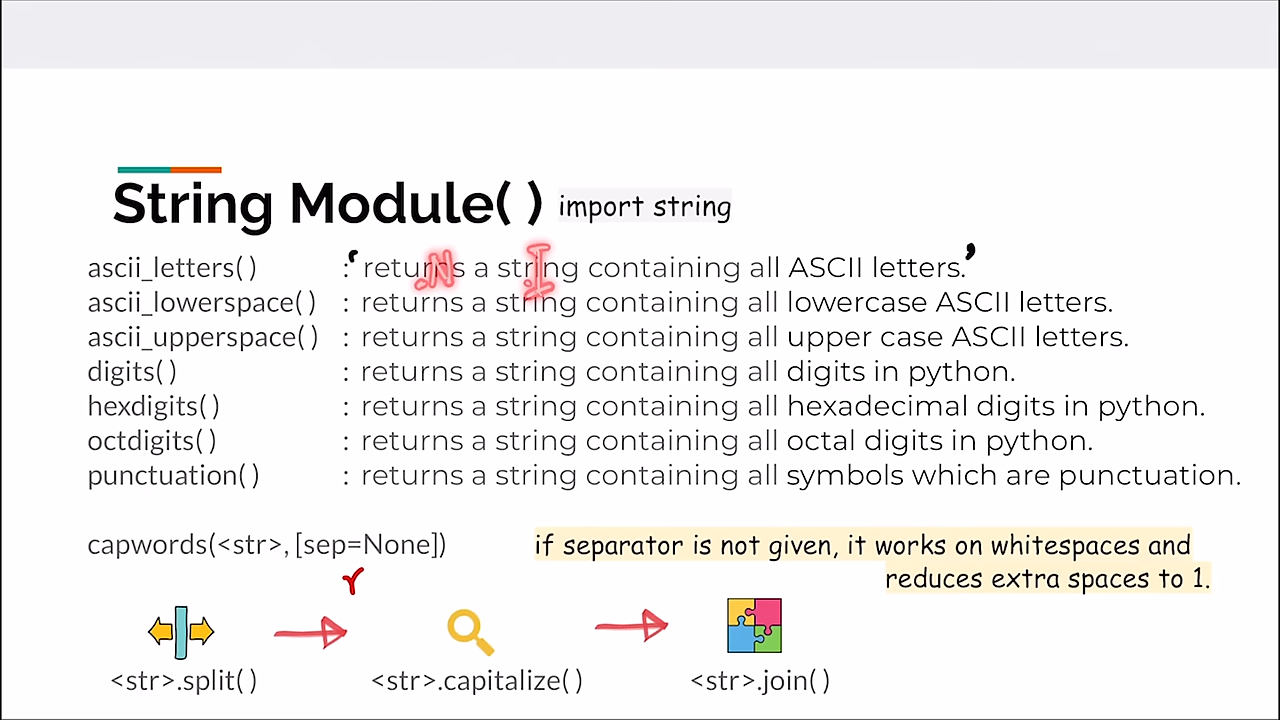 String Module( ) import string
ascii_letters( ) : ‘ returns a string containing all ASCII letters.’
.N .I
ascii_lowerspace( ) : returns a string containing all lowercase ASCII letters.
ascii_upperspace( ) : returns a string containing all upper case ASCII letters.
digits( ) : returns a string containing all digits in python.
hexdigits( ) : returns a string containing all hexadecimal digits in python.
octdigits( ) : returns a string containing all octal digits in python.
punctuation( ) : returns a string containing all symbols which are punctuation.
capwords(<str>, [sep=None]) if separator is not given, it works on whitespaces and
reduces extra spaces to 1.
<str>.split( ) <str>.capitalize( ) <str>.join( )